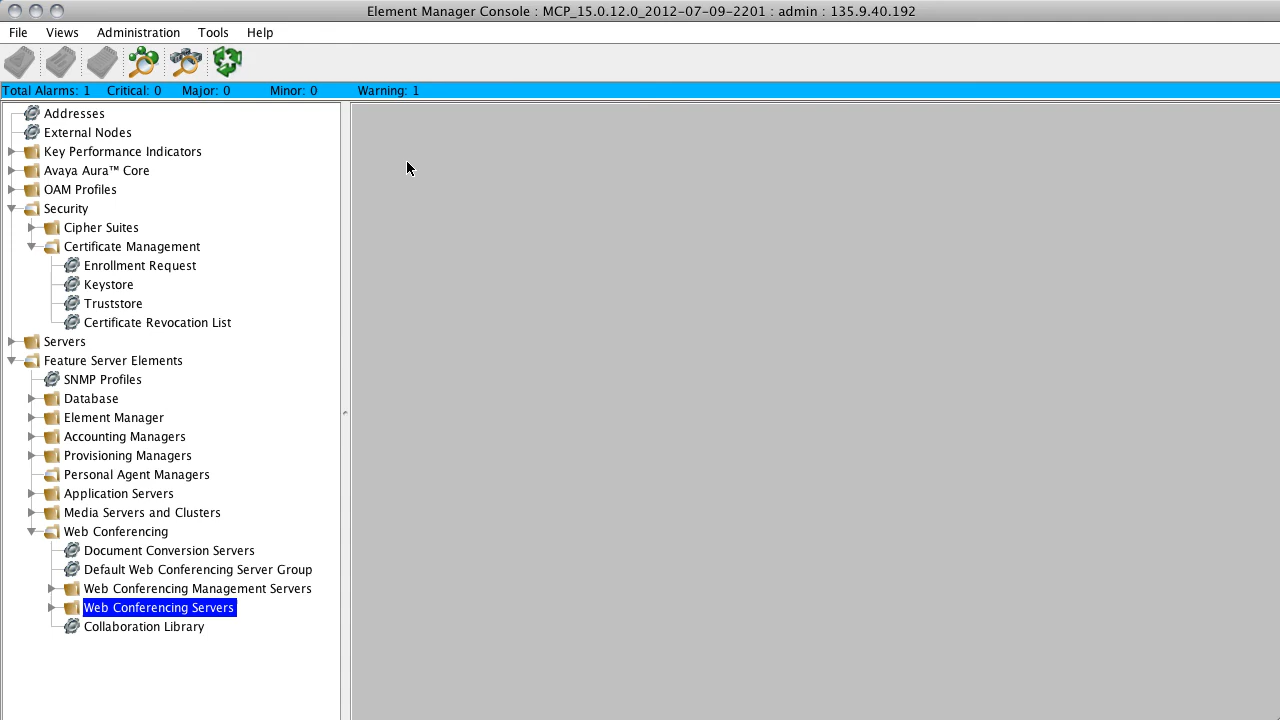 Element Manager Console : MCP_15.0.12.0_2012-07-09-2201 : admin : 135.9.40.192
File Views Administration Tools Help
Total Alarms: 1 Critical: 0 Major: 0 Minor: 0 Warning: 1
Addresses
External Nodes
Key Performance Indicators
Avaya Aura™ Core
OAM Profiles
Security
Cipher Suites
Certificate Management
Enrollment Request
Keystore
Truststore
Certificate Revocation List
Servers
Feature Server Elements
SNMP Profiles
Database
Element Manager
Accounting Managers
Provisioning Managers
Personal Agent Managers
Application Servers
Media Servers and Clusters
Web Conferencing
Document Conversion Servers
Default Web Conferencing Server Group
Web Conferencing Management Servers
Web Conferencing Servers
Collaboration Library